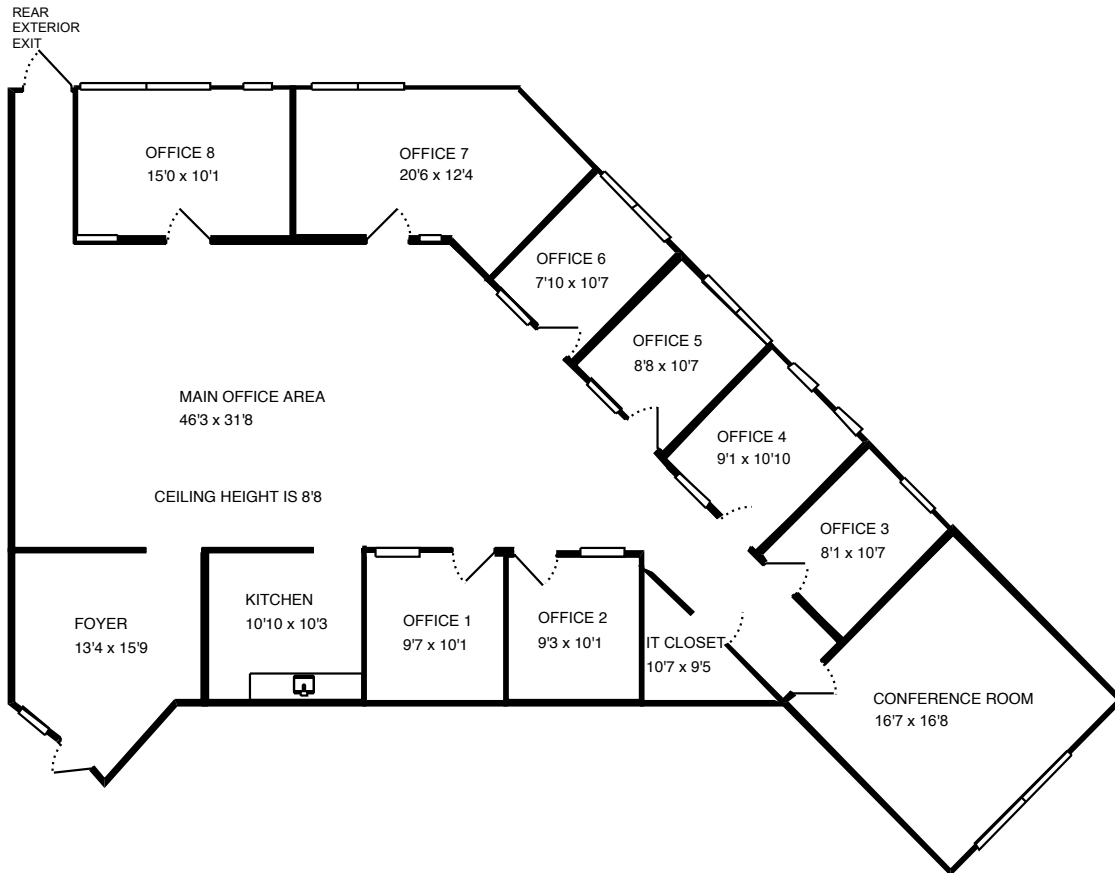 REAR
EXTERIOR
EXIT
OFFICE 8
15'0 x 10'1
OFFICE 7
20'6 x 12'4
OFFICE 6
7'10 x 10'7
OFFICE 5
8'8 x 10'7
MAIN OFFICE AREA
46'3 x 31'8
OFFICE 4
9'1 x 10'10
CEILING HEIGHT IS 8'8
OFFICE 3
8'1 x 10'7
FOYER
13'4 x 15'9
KITCHEN
10'10 x 10'3
OFFICE 1
9'7 x 10'1
OFFICE 2
9'3 x 10'1
IT CLOSET
10'7 x 9'5
CONFERENCE ROOM
16'7 x 16'8